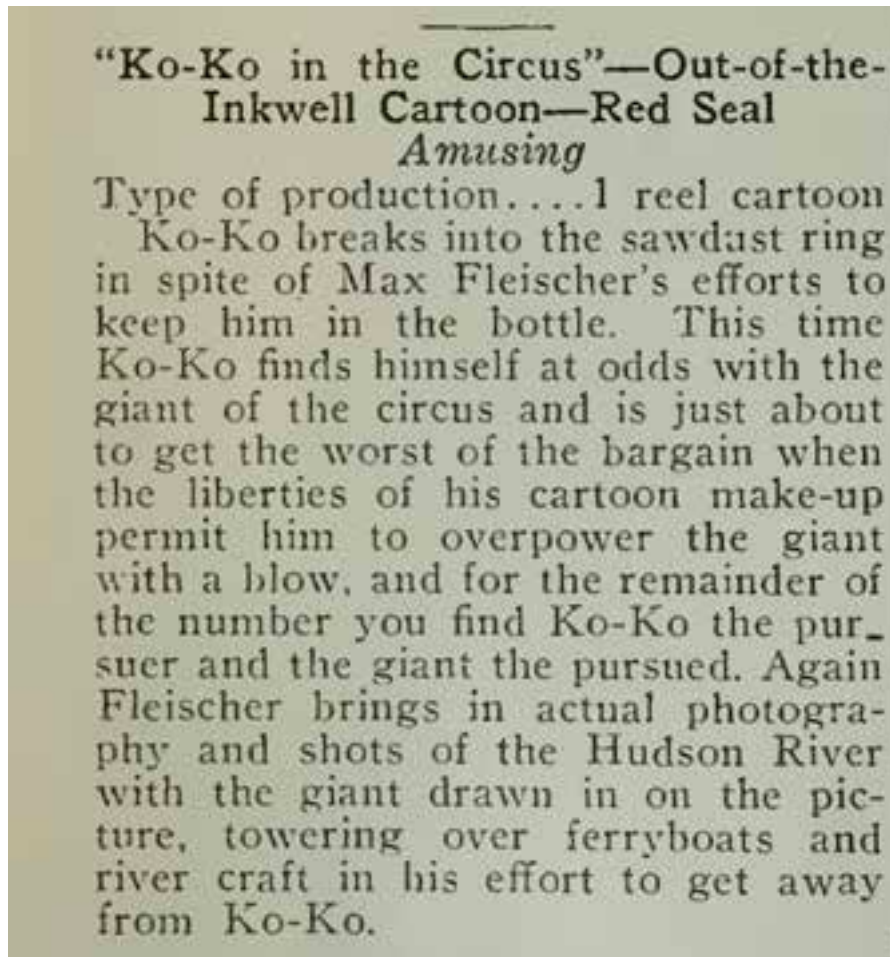 "Ko-Ko in the Circus"—Out-of-the-
Inkwell Cartoon—Red Seal
Amusing
Type of production....1 reel cartoon
Ko-Ko breaks into the sawdust ring
in spite of Max Fleischer's efforts to
keep him in the bottle. This time
Ko-Ko finds himself at odds with the
giant of the circus and is just about
to get the worst of the bargain when
the liberties of his cartoon make-up
permit him to overpower the giant
with a blow, and for the remainder of
the number you find Ko-Ko the pur-
suer and the giant the pursued. Again
Fleischer brings in actual photogra-
phy and shots of the Hudson River
with the giant drawn in on the pic-
ture, towering over ferryboats and
river craft in his effort to get away
from Ko-Ko.